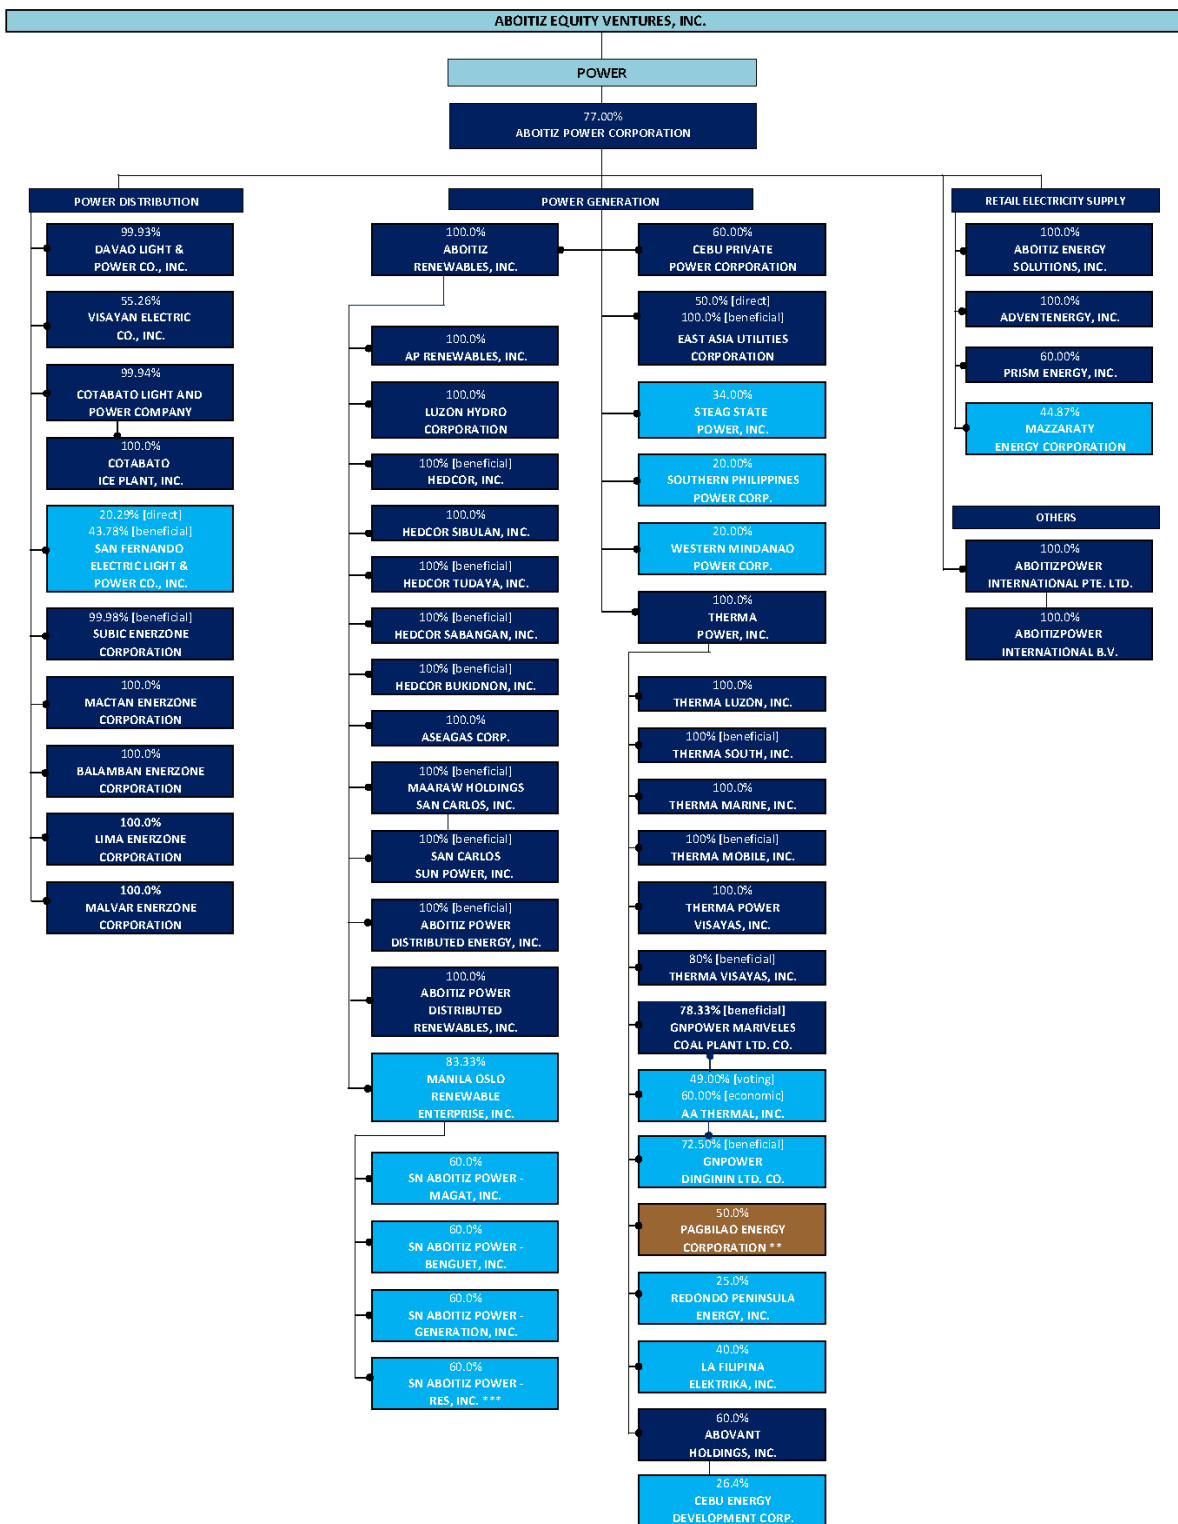 ABOITIZ EQUITY VENTURES, INC.
POWER
77.00%
ABOITIZ POWER CORPORATION
POWER DISTRIBUTION
99.93%
DAVAO LIGHT &
POWER CO., INC.
55.26%
VISAYAN ELECTRIC
CO., INC.
99.94%
COTABATO LIGHT AND
POWER COMPANY
100.0%
COTABATO
ICE PLANT, INC.
20.29% [direct]
43.78% [beneficial]
SAN FERNANDO
ELECTRIC LIGHT &
POWER CO., INC.
99.98% [beneficial]
SUBIC ENERZONE
CORPORATION
100.0%
MACTAN ENERZONE
CORPORATION
100.0%
BALAMBAN ENERZONE
CORPORATION
100.0%
LIMA ENERZONE
CORPORATION
100.0%
MALVAR ENERZONE
CORPORATION
POWER GENERATION
100.0%
ABOITIZ
RENEWABLES, INC.
100.0%
AP RENEWABLES, INC.
100.0%
LUZON HYDRO
CORPORATION
100% [beneficial]
HEDCOR, INC.
100.0%
HEDCOR SIBULAN, INC.
100% [beneficial]
HEDCOR TUDAYA, INC.
100% [beneficial]
HEDCOR SABANGAN, INC.
100% [beneficial]
HEDCOR BUKIDNON, INC.
100.0%
ASEAGAS CORP.
100% [beneficial]
MAARAW HOLDINGS
SAN CARLOS, INC.
100% [beneficial]
SAN CARLOS
SUN POWER, INC.
100% [beneficial]
ABOITIZ POWER
DISTRIBUTED ENERGY, INC.
100.0%
ABOITIZ POWER
DISTRIBUTED
RENEWABLES, INC.
83.33%
MANILA OSLO
RENEWABLE
ENTERPRISE, INC.
60.0%
SN ABOITIZ POWER -
MAGAT, INC.
60.0%
SN ABOITIZ POWER -
BENGUET, INC.
60.0%
SN ABOITIZ POWER -
GENERATION, INC.
60.0%
SN ABOITIZ POWER -
RES, INC. ***
60.00%
CEBU PRIVATE
POWER CORPORATION
50.0% [direct]
100.0% [beneficial]
EAST ASIA UTILITIES
CORPORATION
34.00%
STEAG STATE
POWER, INC.
20.00%
SOUTHERN PHILIPPINES
POWER CORP.
20.00%
WESTERN MINDANAO
POWER CORP.
100.0%
THERMA
POWER, INC.
100.0%
THERMA LUZON, INC.
100% [beneficial]
THERMA SOUTH, INC.
100.0%
THERMA MARINE, INC.
100% [beneficial]
THERMA MOBILE, INC.
100.0%
THERMA POWER
VISAYAS, INC.
80% [beneficial]
THERMA VISAYAS, INC.
78.33% [beneficial]
GNPOWER MARIVELES
COAL PLANT LTD. CO.
49.00% [voting]
60.00% [economic]
AA THERMAL, INC.
72.50% [beneficial]
GNPOWER
DINGININ LTD. CO.
50.0%
PAGBILAO ENERGY
CORPORATION **
25.0%
REDONDO PENINSULA
ENERGY, INC.
40.0%
LA FILIPINA
ELEKTRIKA, INC.
60.0%
ABOVANT
HOLDINGS, INC.
26.4%
CEBU ENERGY
DEVELOPMENT CORP.
RETAIL ELECTRICITY SUPPLY
100.0%
ABOITIZ ENERGY
SOLUTIONS, INC.
100.0%
ADVENTENERGY, INC.
60.00%
PRISM ENERGY, INC.
44.87%
MAZZARATY
ENERGY CORPORATION
OTHERS
100.0%
ABOITIZPOWER
INTERNATIONAL PTE. LTD.
100.0%
ABOITIZPOWER
INTERNATIONAL B.V.